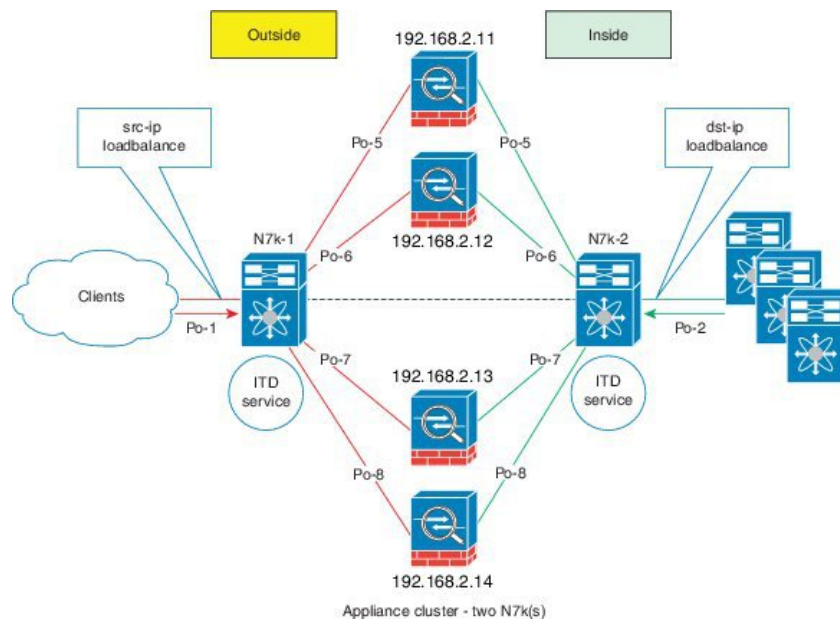 Outside
192.168.2.11
Inside
src-ip
loadbalance
dst-ip
loadbalance
Po-5
Po-5
N7k-1
192.168.2.12
N7k-2
Po-6
Po-6
Clients
Po-1
Po-2
Po-7
192.168.2.13
Po-7
ITD
service
ITD
service
Po-8
Po-8
192.168.2.14
Appliance cluster - two N7k(s)